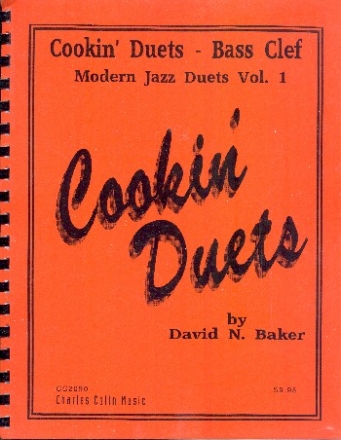 Cookin' Duets - Bass Clef
Modern Jazz Duets Vol. 1
Cookin'
Duets
by
David N. Baker
Charles Colin Music